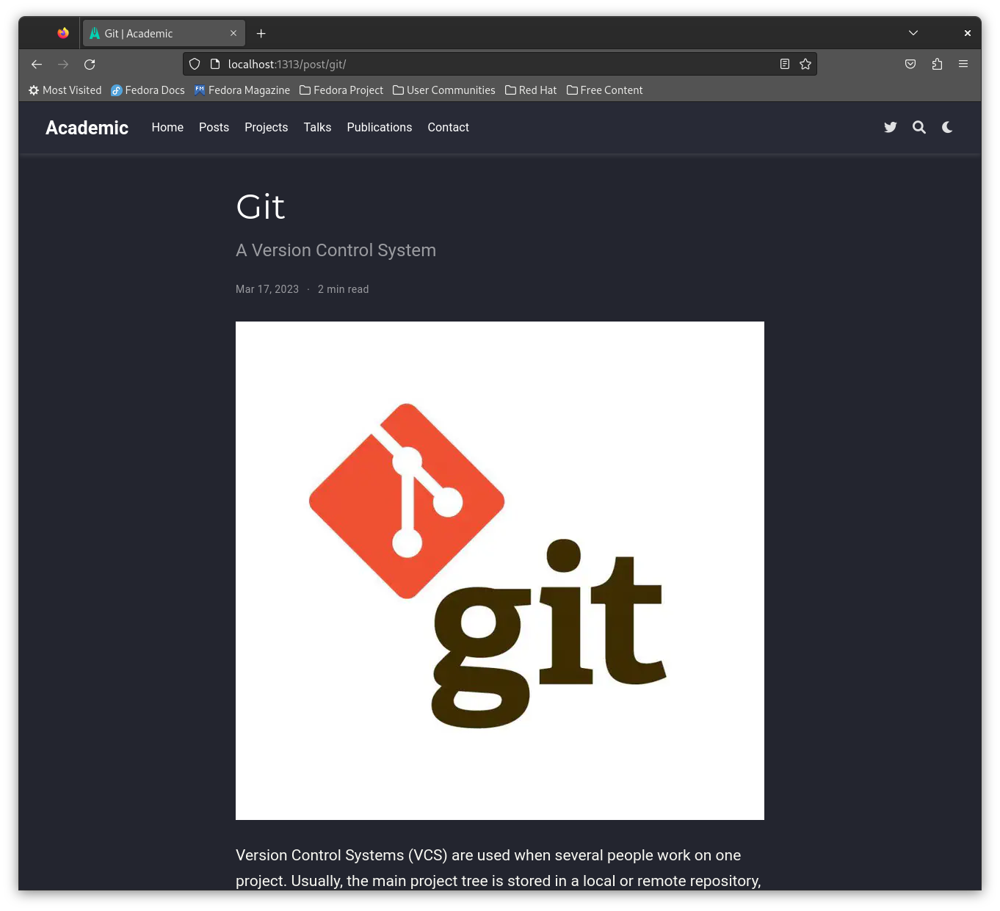 Git | Academic
localhost:1313/post/git/
Most Visited Fedora Docs Fedora Magazine Fedora Project User Communities Red Hat Free Content
Academic Home Posts Projects Talks Publications Contact
Git
A Version Control System
Mar 17, 2023 · 2 min read
git
Version Control Systems (VCS) are used when several people work on one
project. Usually, the main project tree is stored in a local or remote repository,